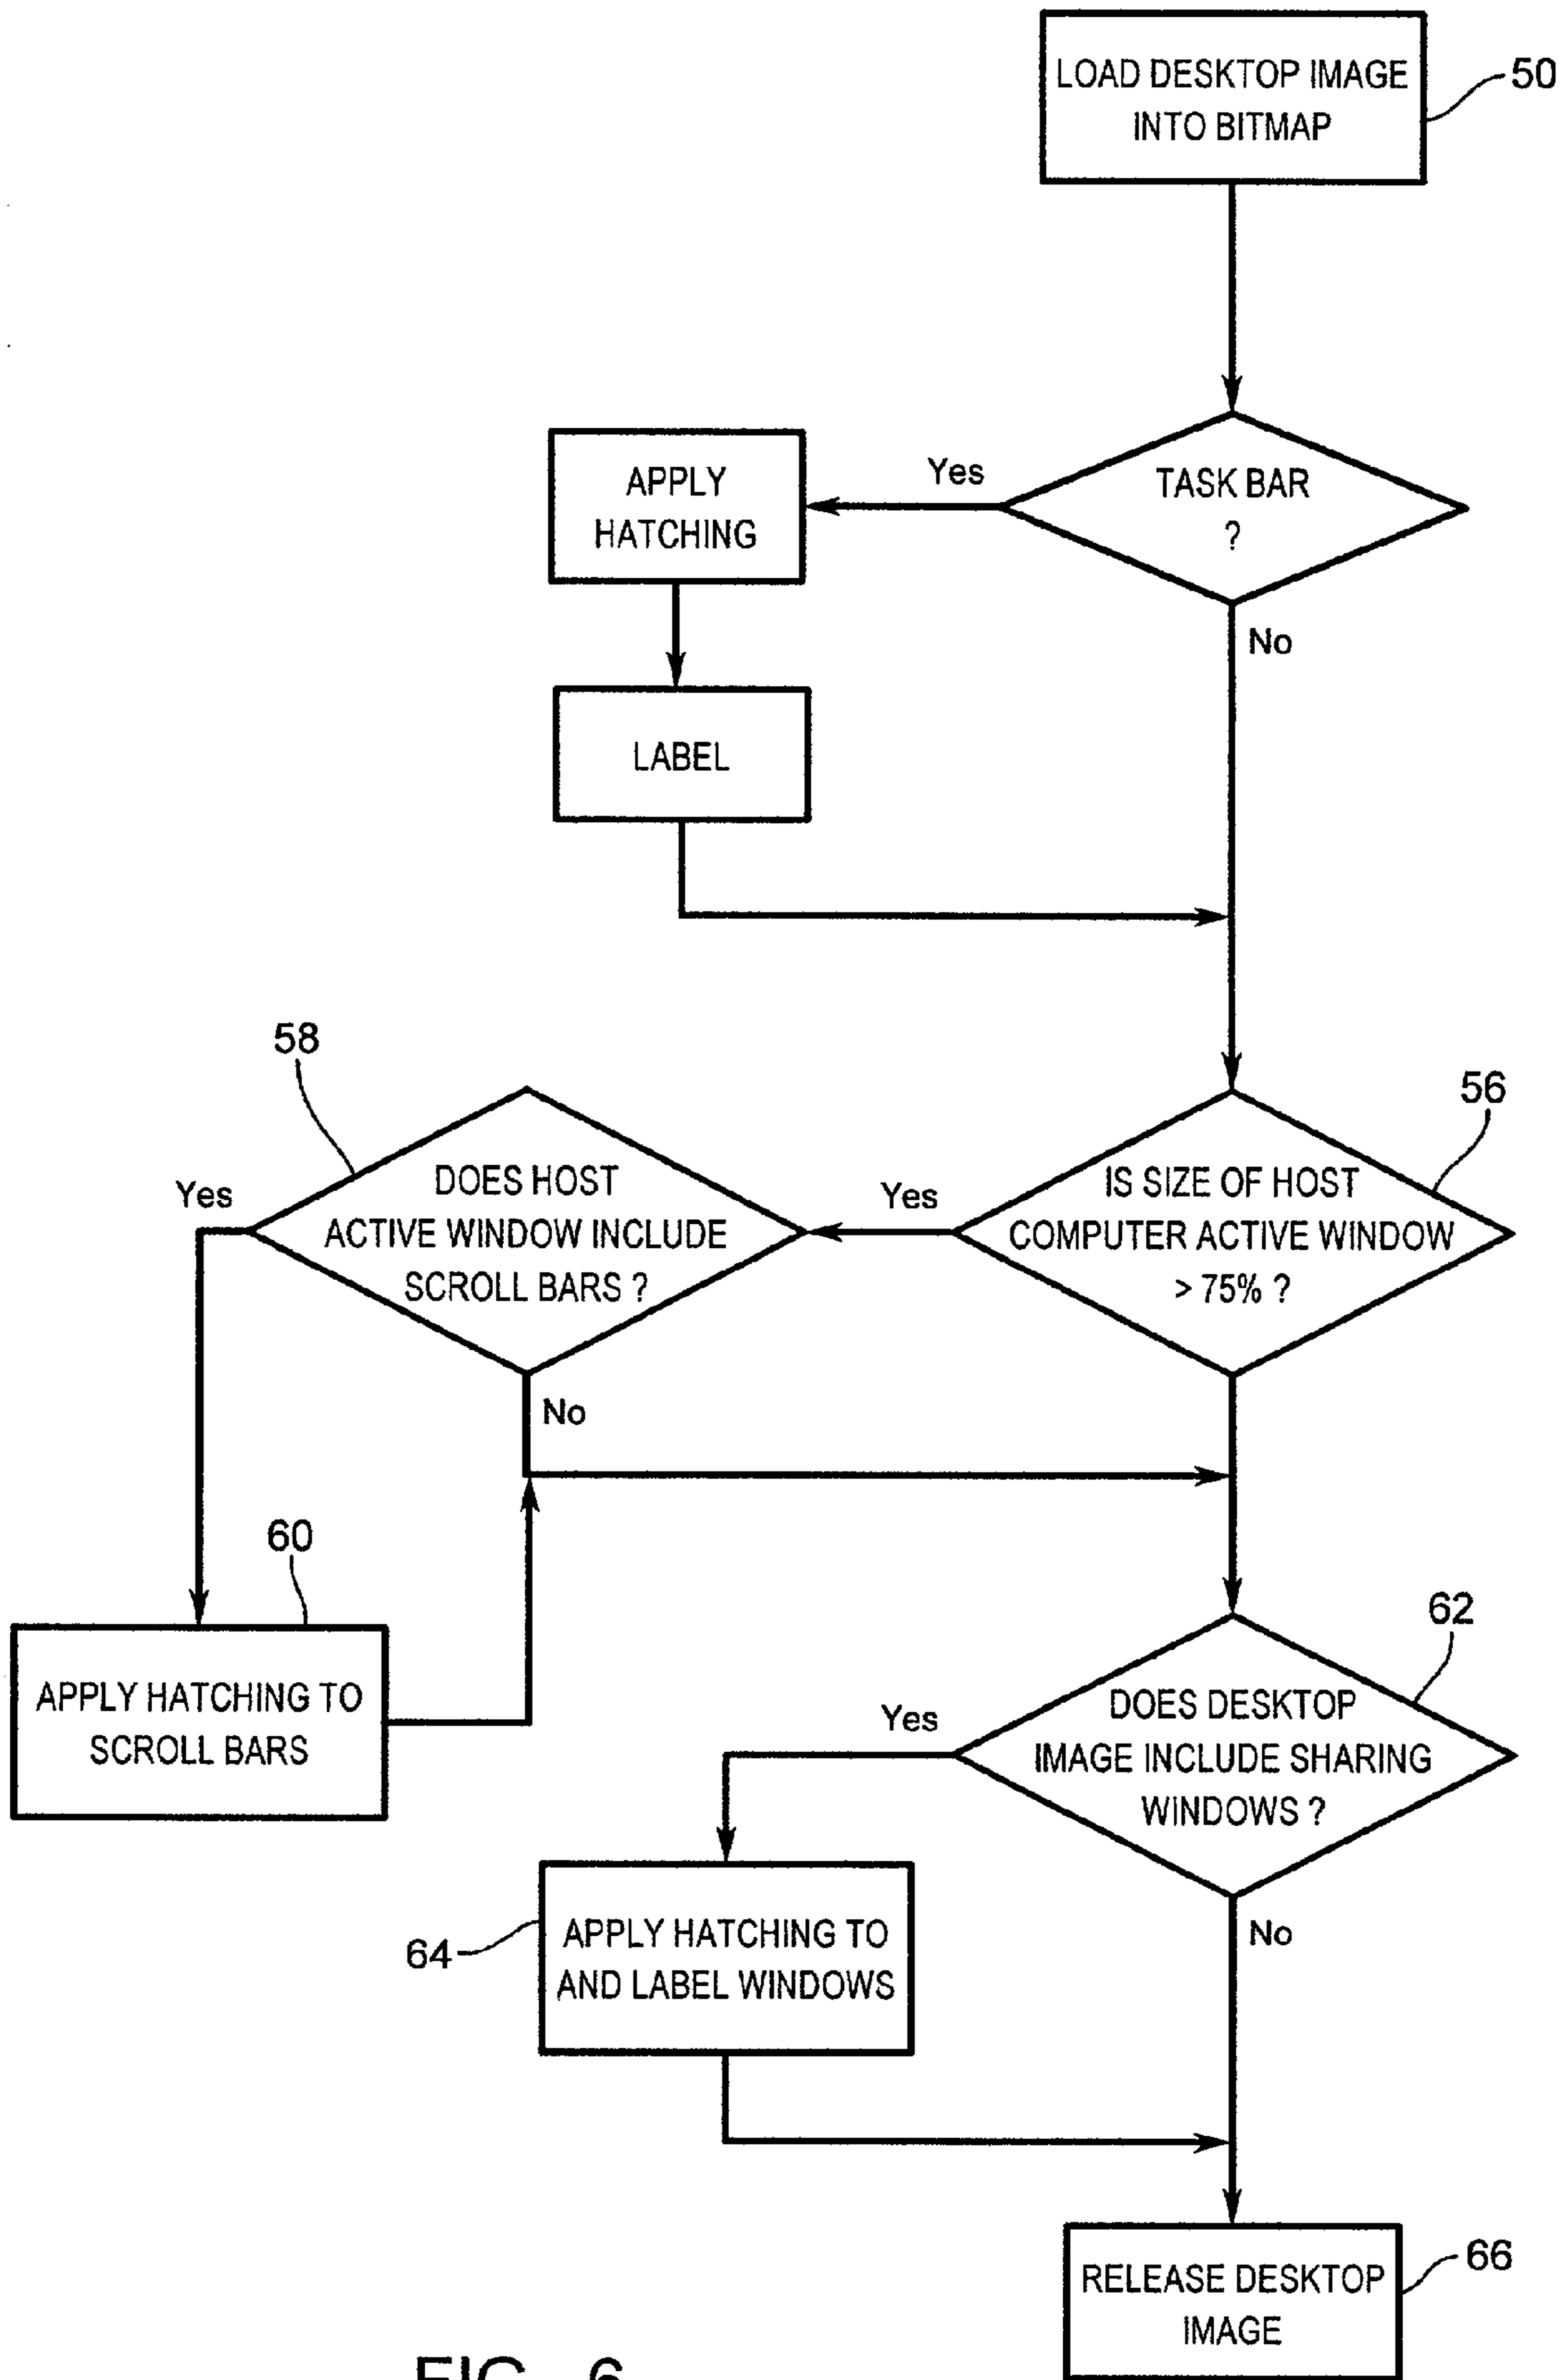 LOAD DESKTOP IMAGE
INTO BITMAP
50
TASK BAR
?
Yes
No
APPLY
HATCHING
LABEL
56
IS SIZE OF HOST
COMPUTER ACTIVE WINDOW
> 75% ?
Yes
58
DOES HOST
ACTIVE WINDOW INCLUDE
SCROLL BARS ?
Yes
No
60
APPLY HATCHING TO
SCROLL BARS
62
DOES DESKTOP
IMAGE INCLUDE SHARING
WINDOWS ?
Yes
No
64
APPLY HATCHING TO
AND LABEL WINDOWS
66
RELEASE DESKTOP
IMAGE
FIG. 6